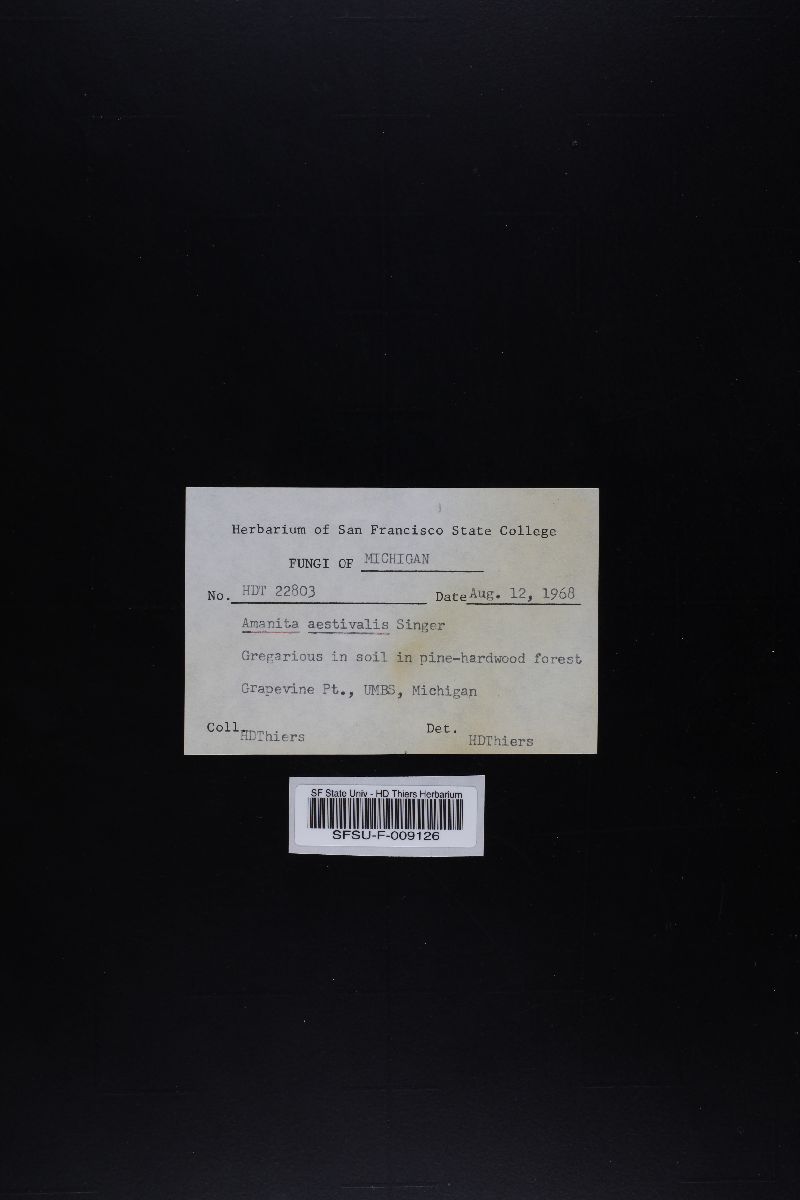 Herbarium of San Francisco State College
FUNGI OF MICHIGAN
No. HDT 22803 Date Aug. 12, 1968
Amanita aestivalis Singer
Gregarious in soil in pine-hardwood forest
Grapevine Pt., UMBS, Michigan
Coll. HDThiers Det. HDThiers
SF State Univ - HD Thiers Herbarium
SFSU-F-009126